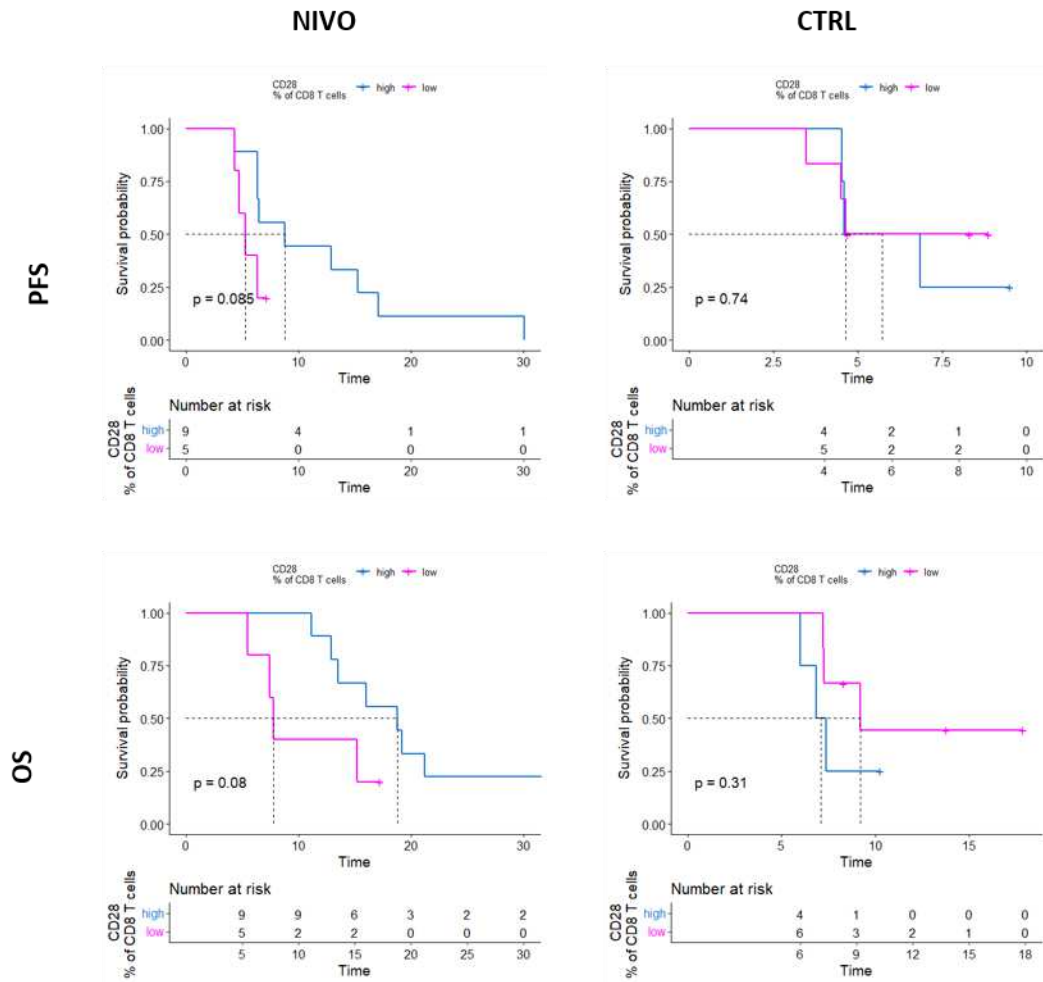 NIVO
CTRL
PFS
CD28
% of CD8 T cells
high
low
Survival probability
1.00
0.75
0.50
0.25
0.00
p = 0.085
0 10 20 30
Time
Number at risk
CD28
% of CD8 T cells
high 9 4 1 1
low 5 0 0 0
0 10 20 30
Time
CD28
% of CD8 T cells
high
low
Survival probability
1.00
0.75
0.50
0.25
0.00
p = 0.74
0 2.5 5 7.5 10
Time
Number at risk
CD28
% of CD8 T cells
high 4 2 1 0
low 5 2 2 0
4 6 8 10
Time
OS
CD28
% of CD8 T cells
high
low
Survival probability
1.00
0.75
0.50
0.25
0.00
p = 0.08
0 10 20 30
Time
Number at risk
CD28
% of CD8 T cells
high 9 9 6 3 2 2
low 5 2 2 0 0 0
5 10 15 20 25 30
Time
CD28
% of CD8 T cells
high
low
Survival probability
1.00
0.75
0.50
0.25
0.00
p = 0.31
0 5 10 15
Time
Number at risk
CD28
% of CD8 T cells
high 4 1 0 0 0
low 6 3 2 1 0
6 9 12 15 18
Time